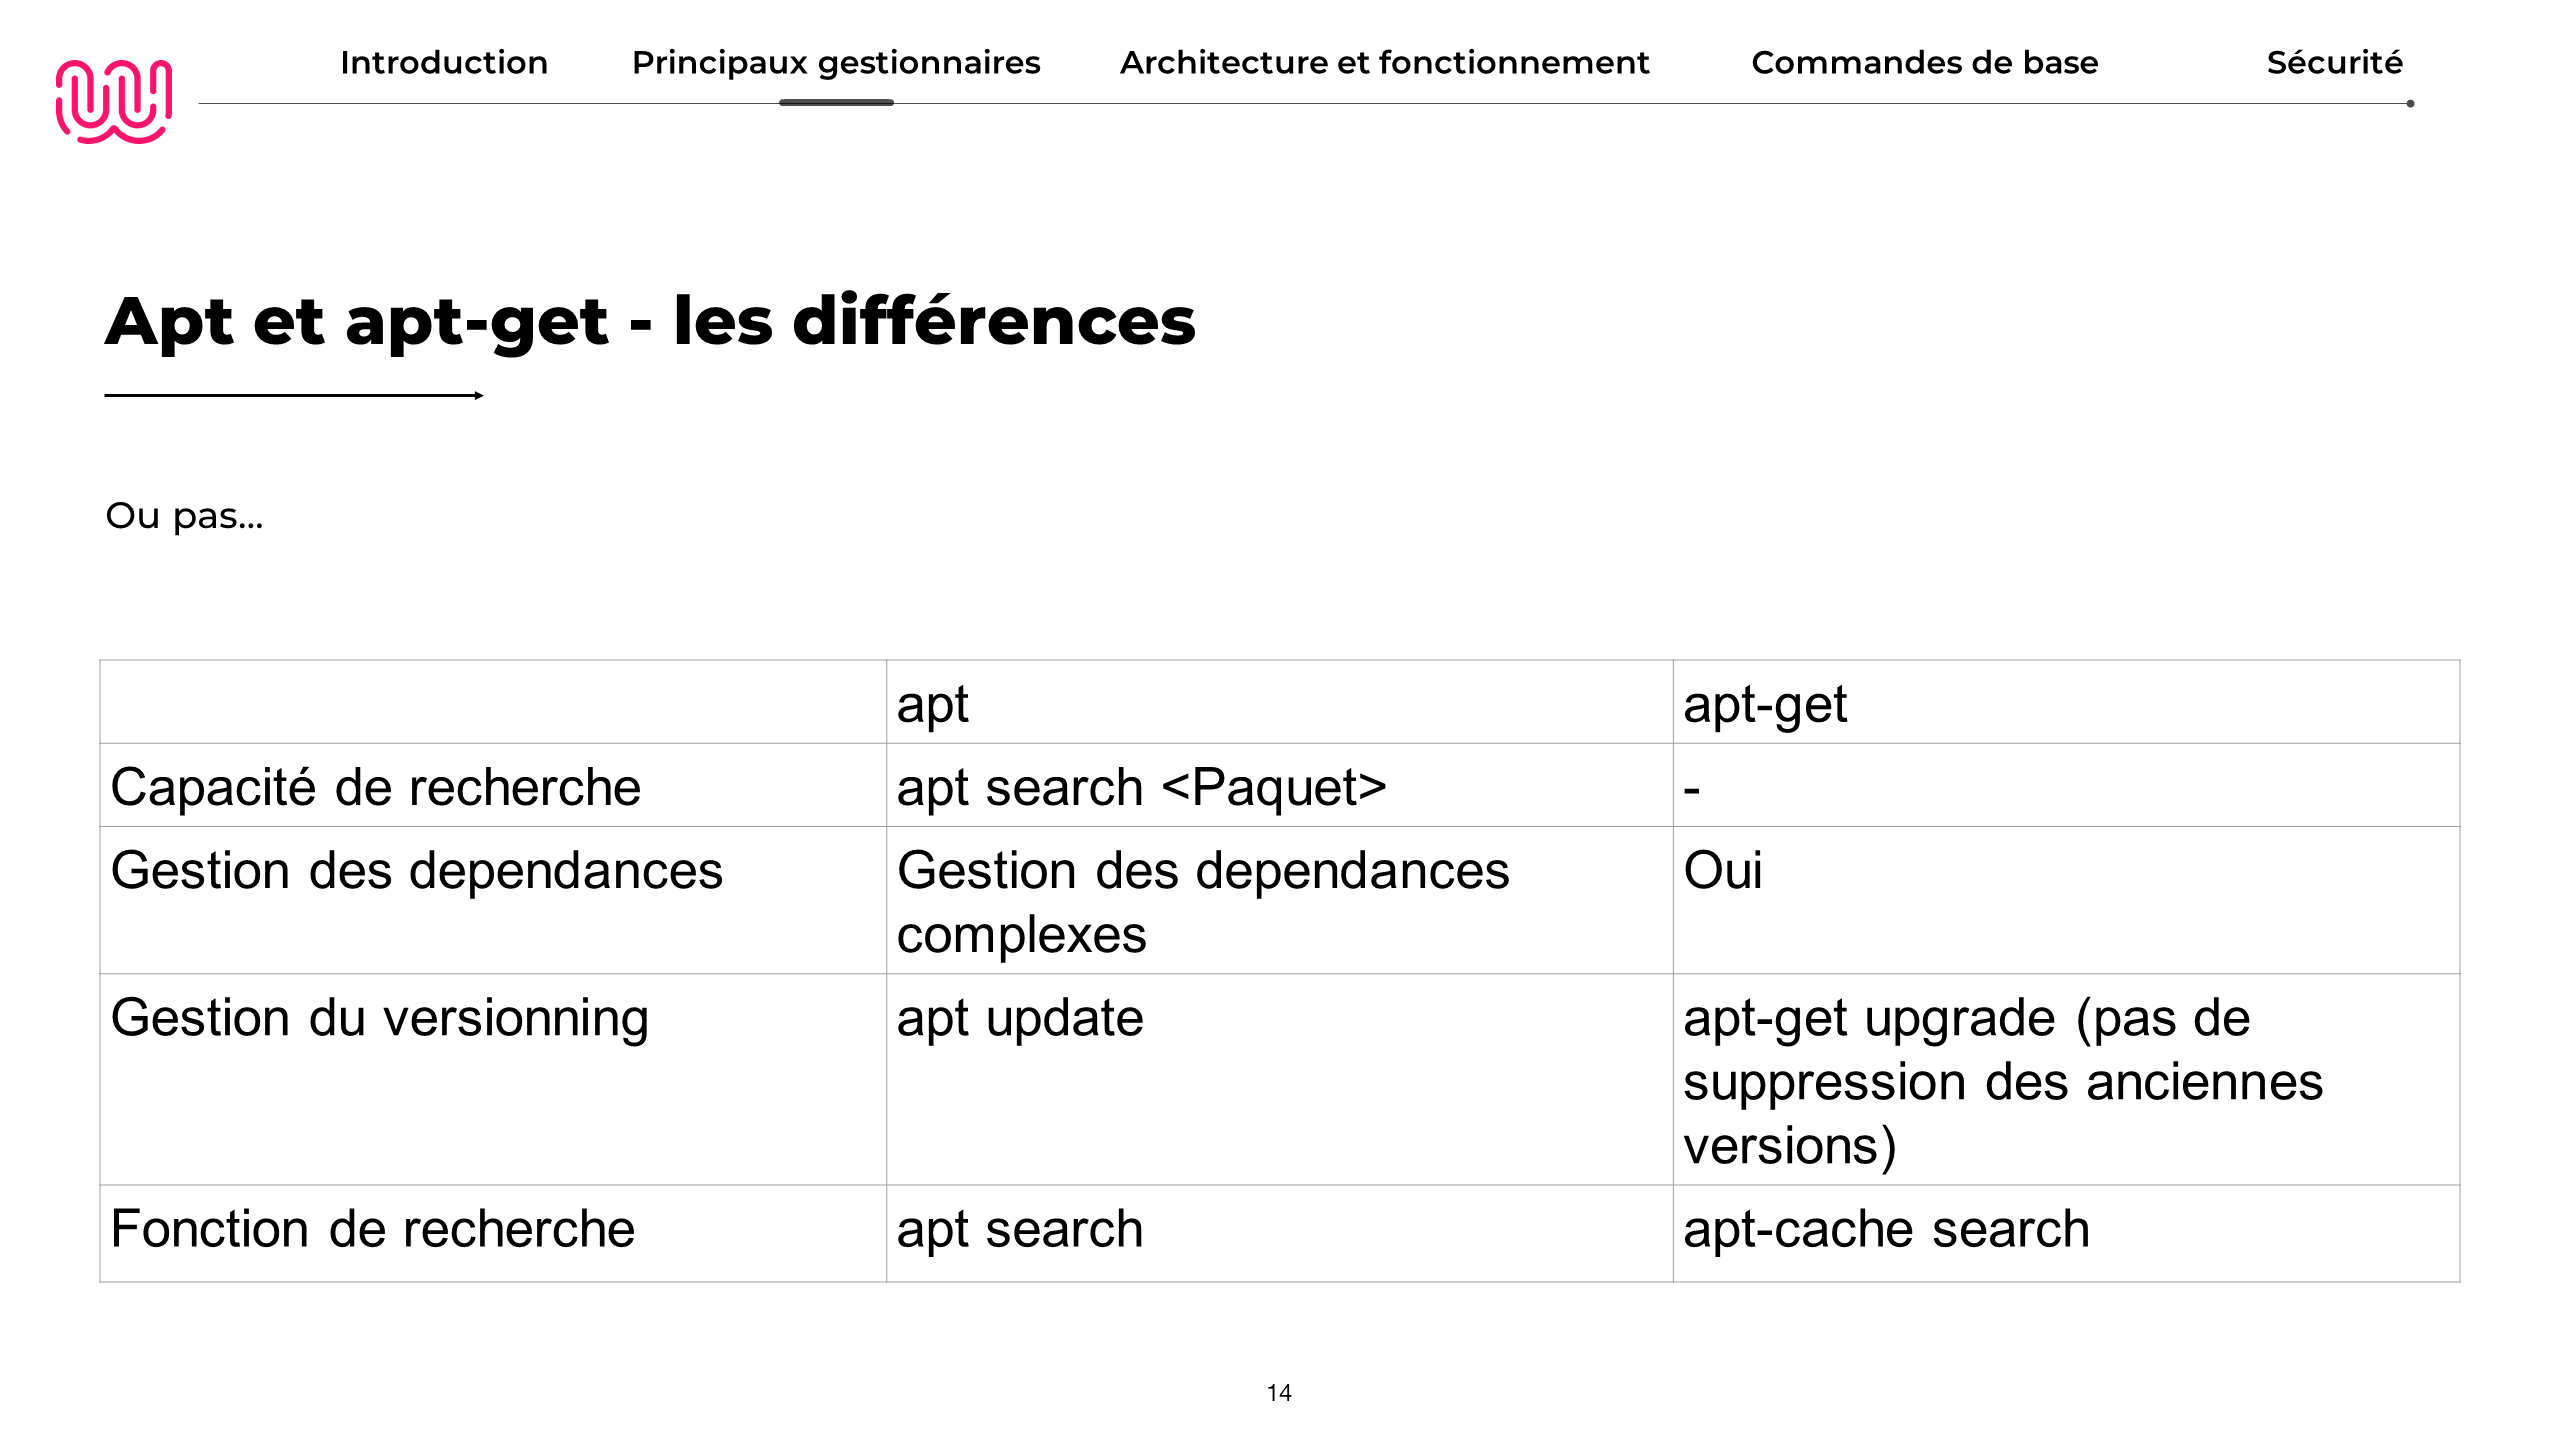 Introduction
Principaux gestionnaires
Architecture et fonctionnement
Commandes de base
Sécurité
Apt et apt-get - les différences
Ou pas...
apt
apt-get
Capacité de recherche
apt search <Paquet>
-
Gestion des dependances
Gestion des dependances
complexes
Oui
Gestion du versionning
apt update
apt-get upgrade (pas de
suppression des anciennes
versions)
Fonction de recherche
apt search
apt-cache search
14